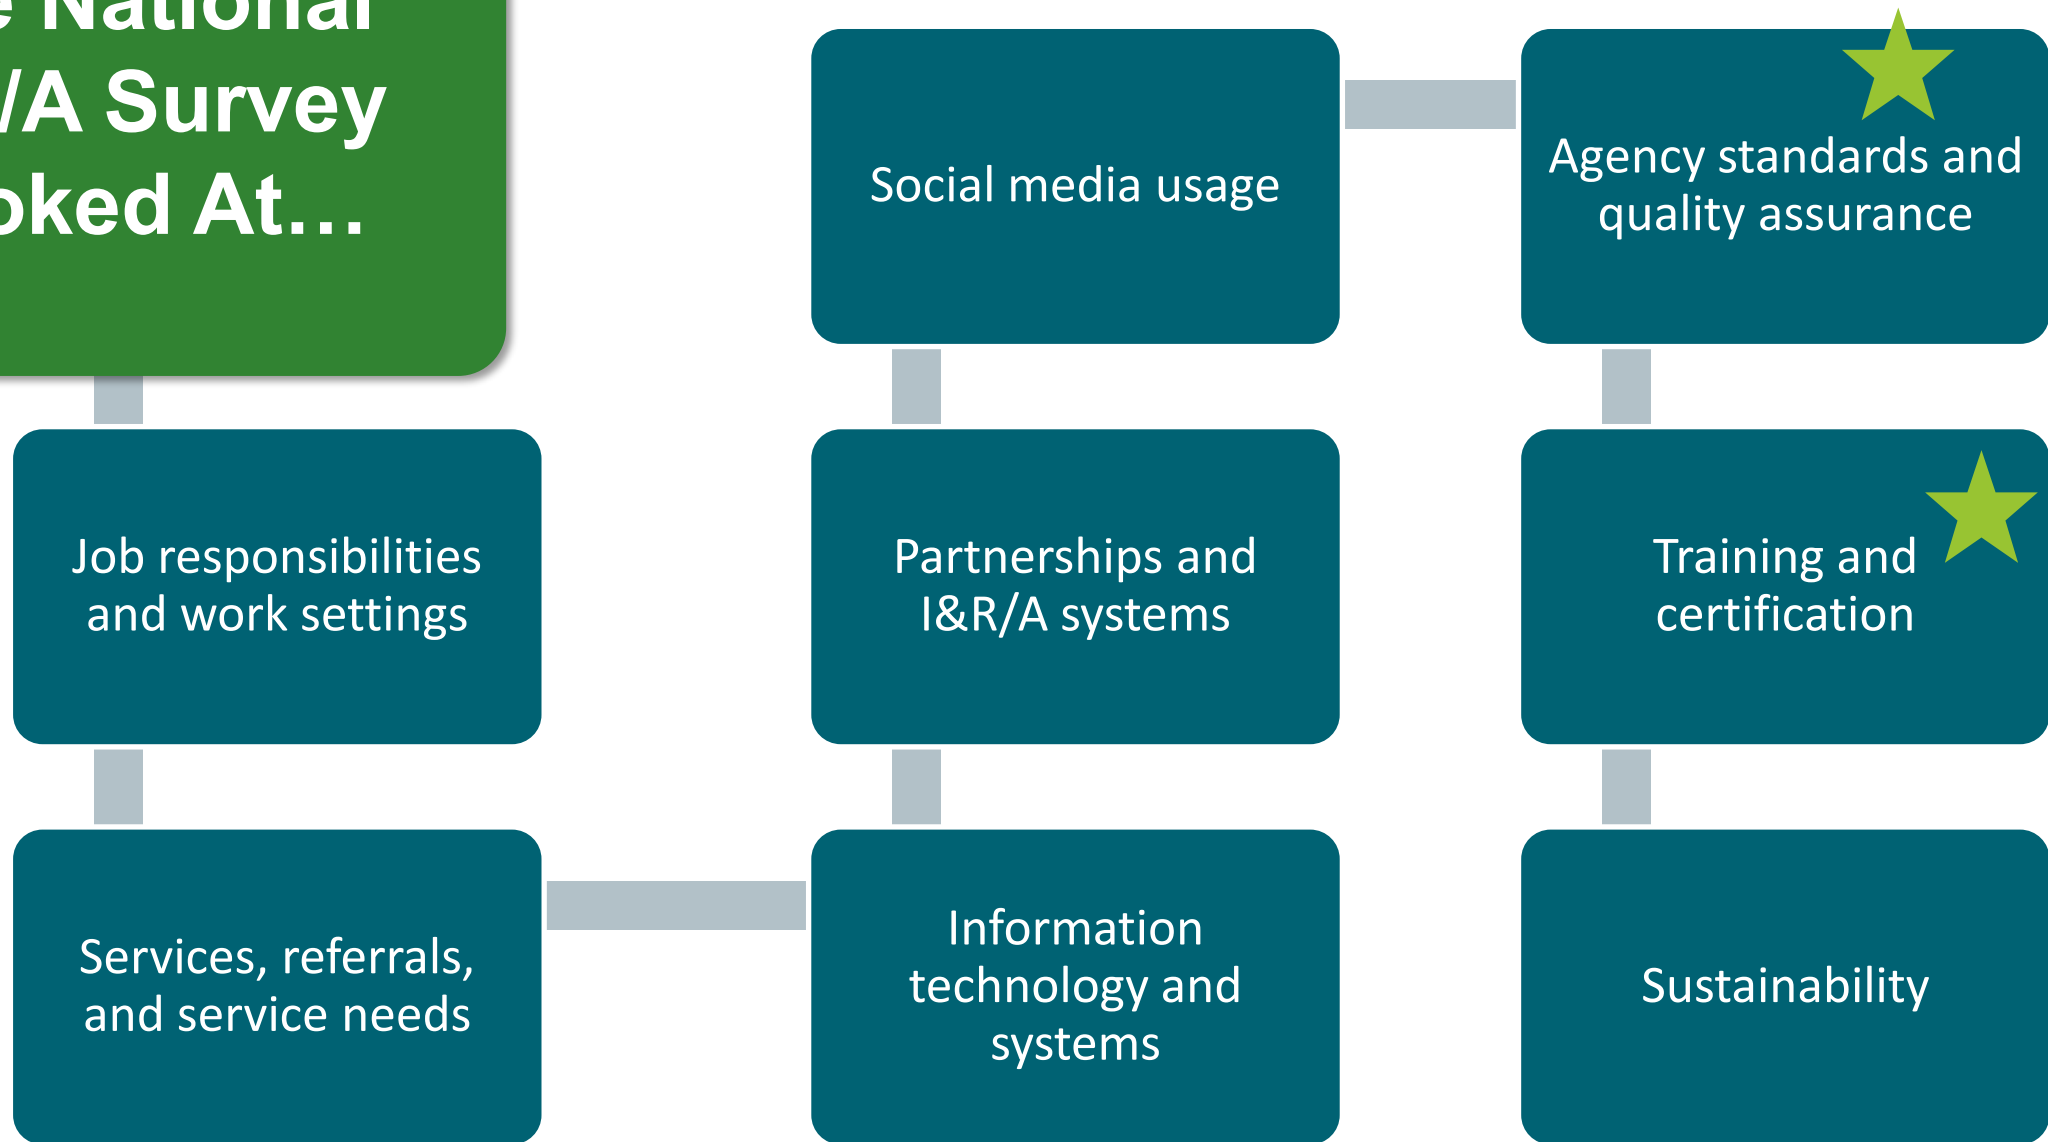 National
/A Survey
oked At…
Job responsibilities
and work settings
Services, referrals,
and service needs
Information
technology and
systems
Partnerships and
I&R/A systems
Social media usage
Agency standards and
quality assurance
Training and
certification
Sustainability